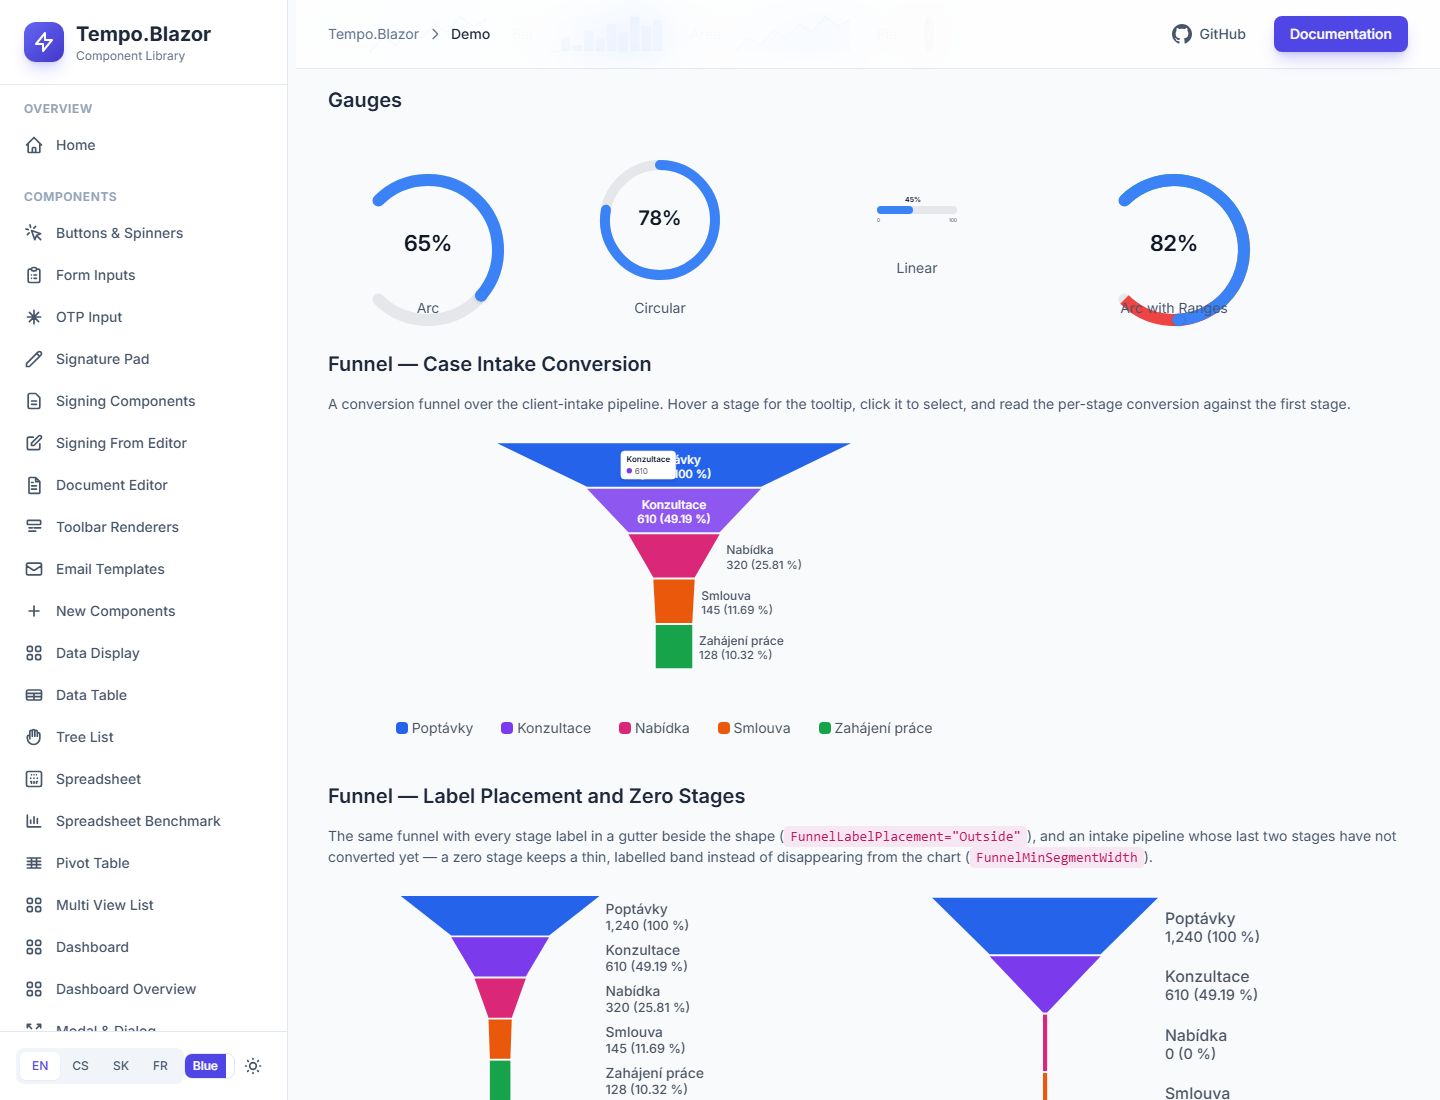 Tempo.Blazor
Component Library
OVERVIEW
Home
COMPONENTS
Buttons & Spinners
Form Inputs
OTP Input
Signature Pad
Signing Components
Signing From Editor
Document Editor
Toolbar Renderers
Email Templates
New Components
Data Display
Data Table
Tree List
Spreadsheet
Spreadsheet Benchmark
Pivot Table
Multi View List
Dashboard
Dashboard Overview
Modal & Dialog
EN CS SK FR Blue
Tempo.Blazor > Demo
GitHub
Documentation
Gauges
65%
Arc
78%
Circular
45%
0 100
Linear
82%
Arc with Ranges
Funnel — Case Intake Conversion
A conversion funnel over the client-intake pipeline. Hover a stage for the tooltip, click it to select, and read the per-stage conversion against the first stage.
Konzultace
610
ávky
100 %)
Konzultace
610 (49.19 %)
Nabídka
320 (25.81 %)
Smlouva
145 (11.69 %)
Zahájení práce
128 (10.32 %)
Poptávky Konzultace Nabídka Smlouva Zahájení práce
Funnel — Label Placement and Zero Stages
The same funnel with every stage label in a gutter beside the shape ( FunnelLabelPlacement="Outside" ), and an intake pipeline whose last two stages have not
converted yet — a zero stage keeps a thin, labelled band instead of disappearing from the chart ( FunnelMinSegmentWidth ).
Poptávky
1,240 (100 %)
Konzultace
610 (49.19 %)
Nabídka
320 (25.81 %)
Smlouva
145 (11.69 %)
Zahájení práce
128 (10.32 %)
Poptávky
1,240 (100 %)
Konzultace
610 (49.19 %)
Nabídka
0 (0 %)
Smlouva